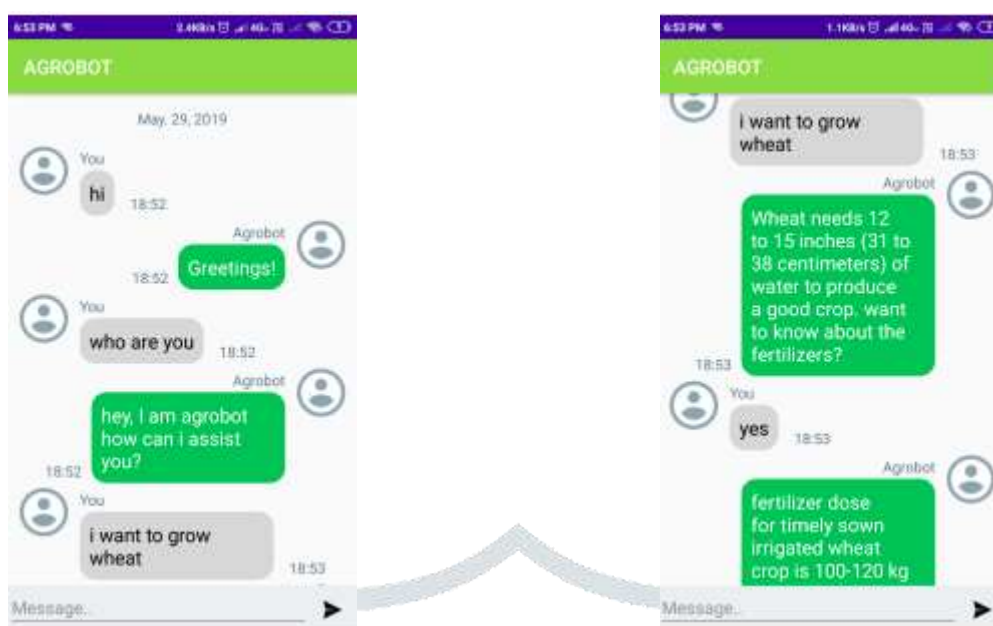 6:53 PM
2.4KB/s
AGROBOT
May, 29, 2019
You
hi
18:52
Agrobot
Greetings!
18:52
You
who are you
18:52
Agrobot
hey, I am agrobot
how can i assist
you?
18:52
You
i want to grow
wheat
18:53
Message..
6:53 PM
1.1KB/s
AGROBOT
i want to grow
wheat
18:53
Agrobot
Wheat needs 12
to 15 inches (31 to
38 centimeters) of
water to produce
a good crop. want
to know about the
fertilizers?
18:53
You
yes
18:53
Agrobot
fertilizer dose
for timely sown
irrigated wheat
crop is 100-120 kg
Message..